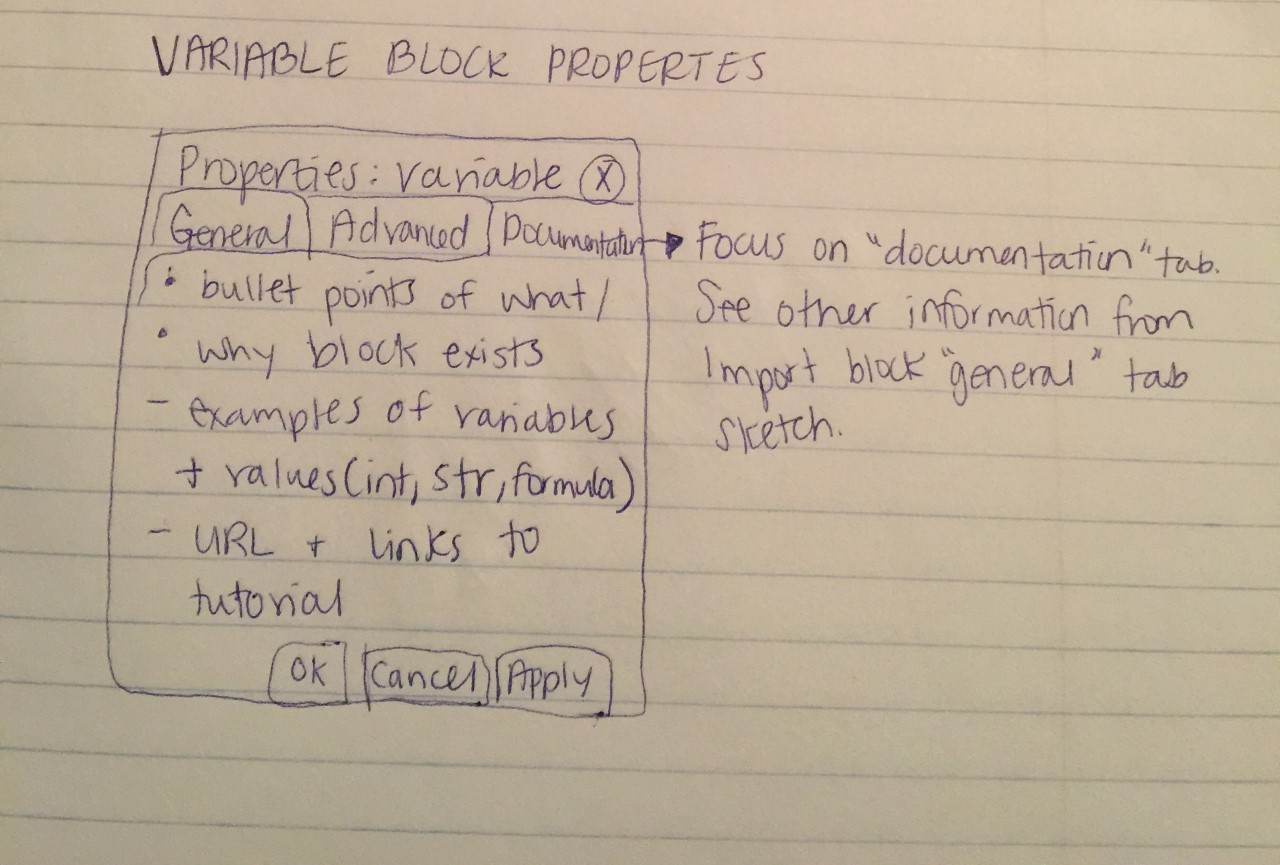 VARIABLE BLOCK PROPERTES
Properties: variable X
General Advanced Documentation
• bullet points of what/
• why block exists
- examples of variables
+ values (int, str, formula)
- URL + links to
tutorial
OK Cancel Apply
Focus on "documentation" tab.
See other information from
Import block "general" tab
sketch.